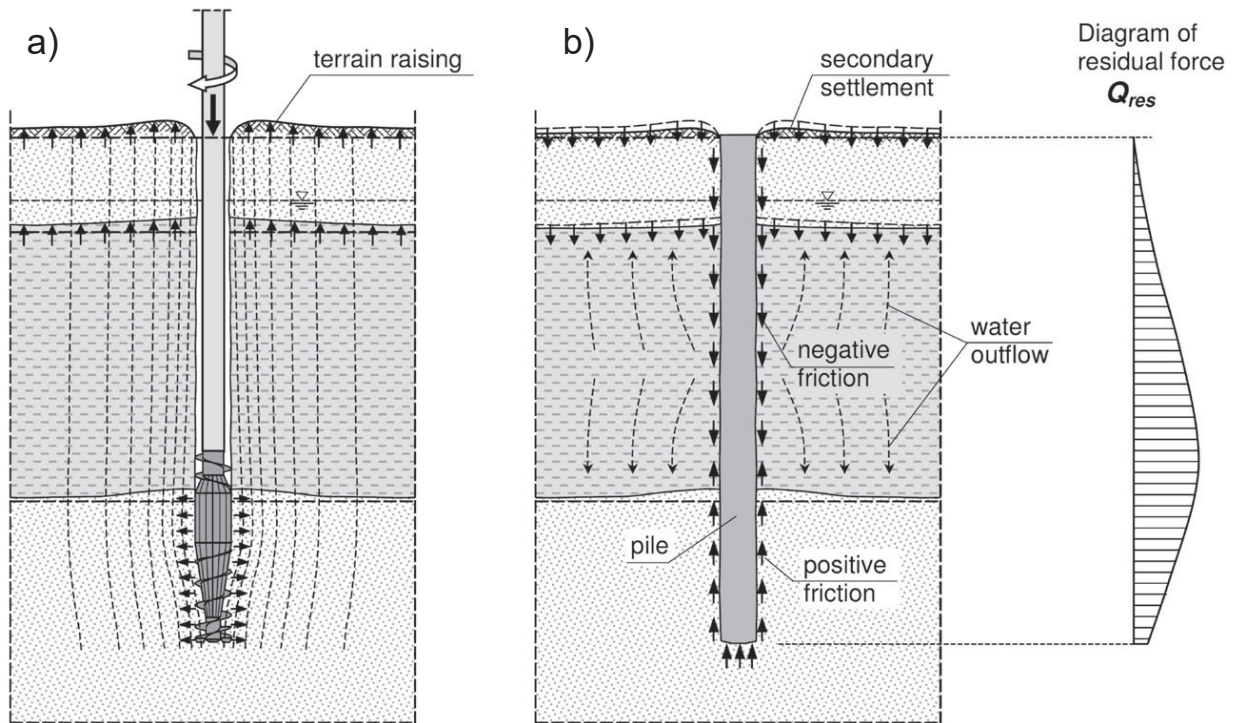 a)
terrain raising
b)
secondary
settlement
negative
friction
water
outflow
pile
positive
friction
Diagram of
residual force
Qres